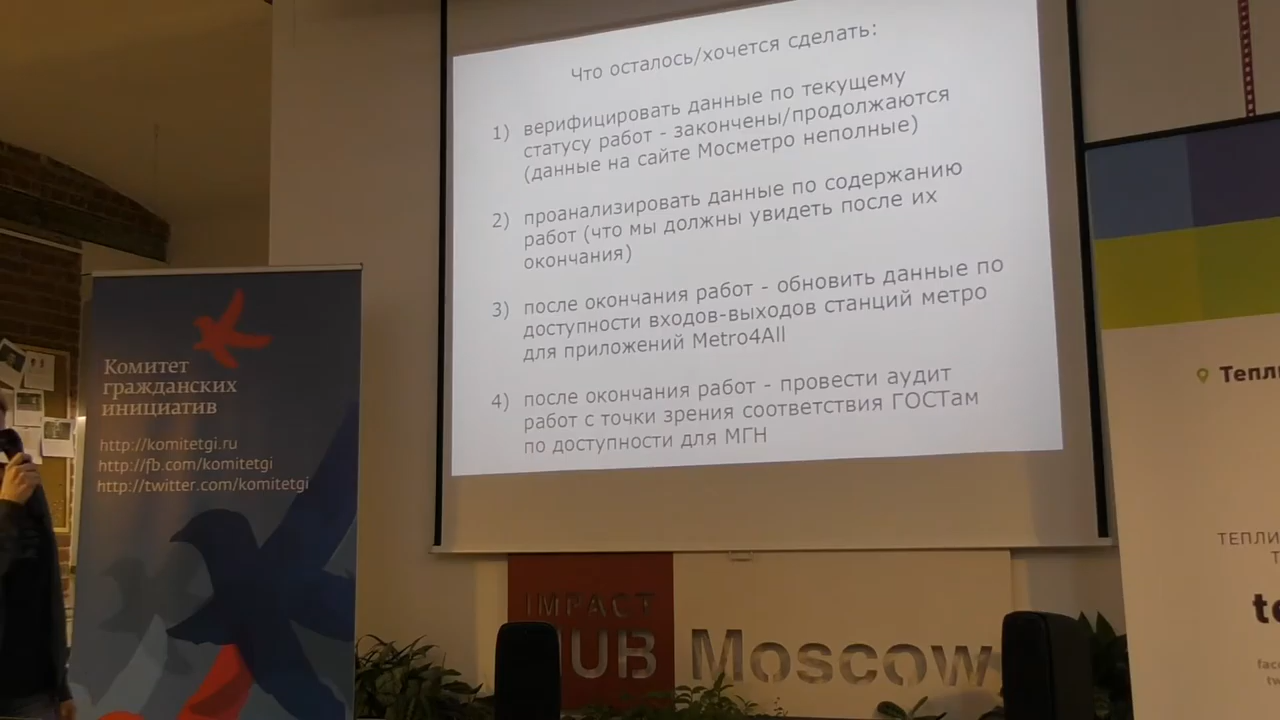 Что осталось/хочется сделать:
1) верифицировать данные по текущему
статусу работ - закончены/продолжаются
(данные на сайте Мосметро неполные)
2) проанализировать данные по содержанию
работ (что мы должны увидеть после их
окончания)
3) после окончания работ - обновить данные по
доступности входов-выходов станций метро
для приложений Metro4All
4) после окончания работ - провести аудит
работ с точки зрения соответствия ГОСТам
по доступности для МГН
Комитет
гражданских
инициатив
http://komitetgi.ru
http://fb.com/komitetgi
http://twitter.com/komitetgi
IMPACT
HUB Moscow